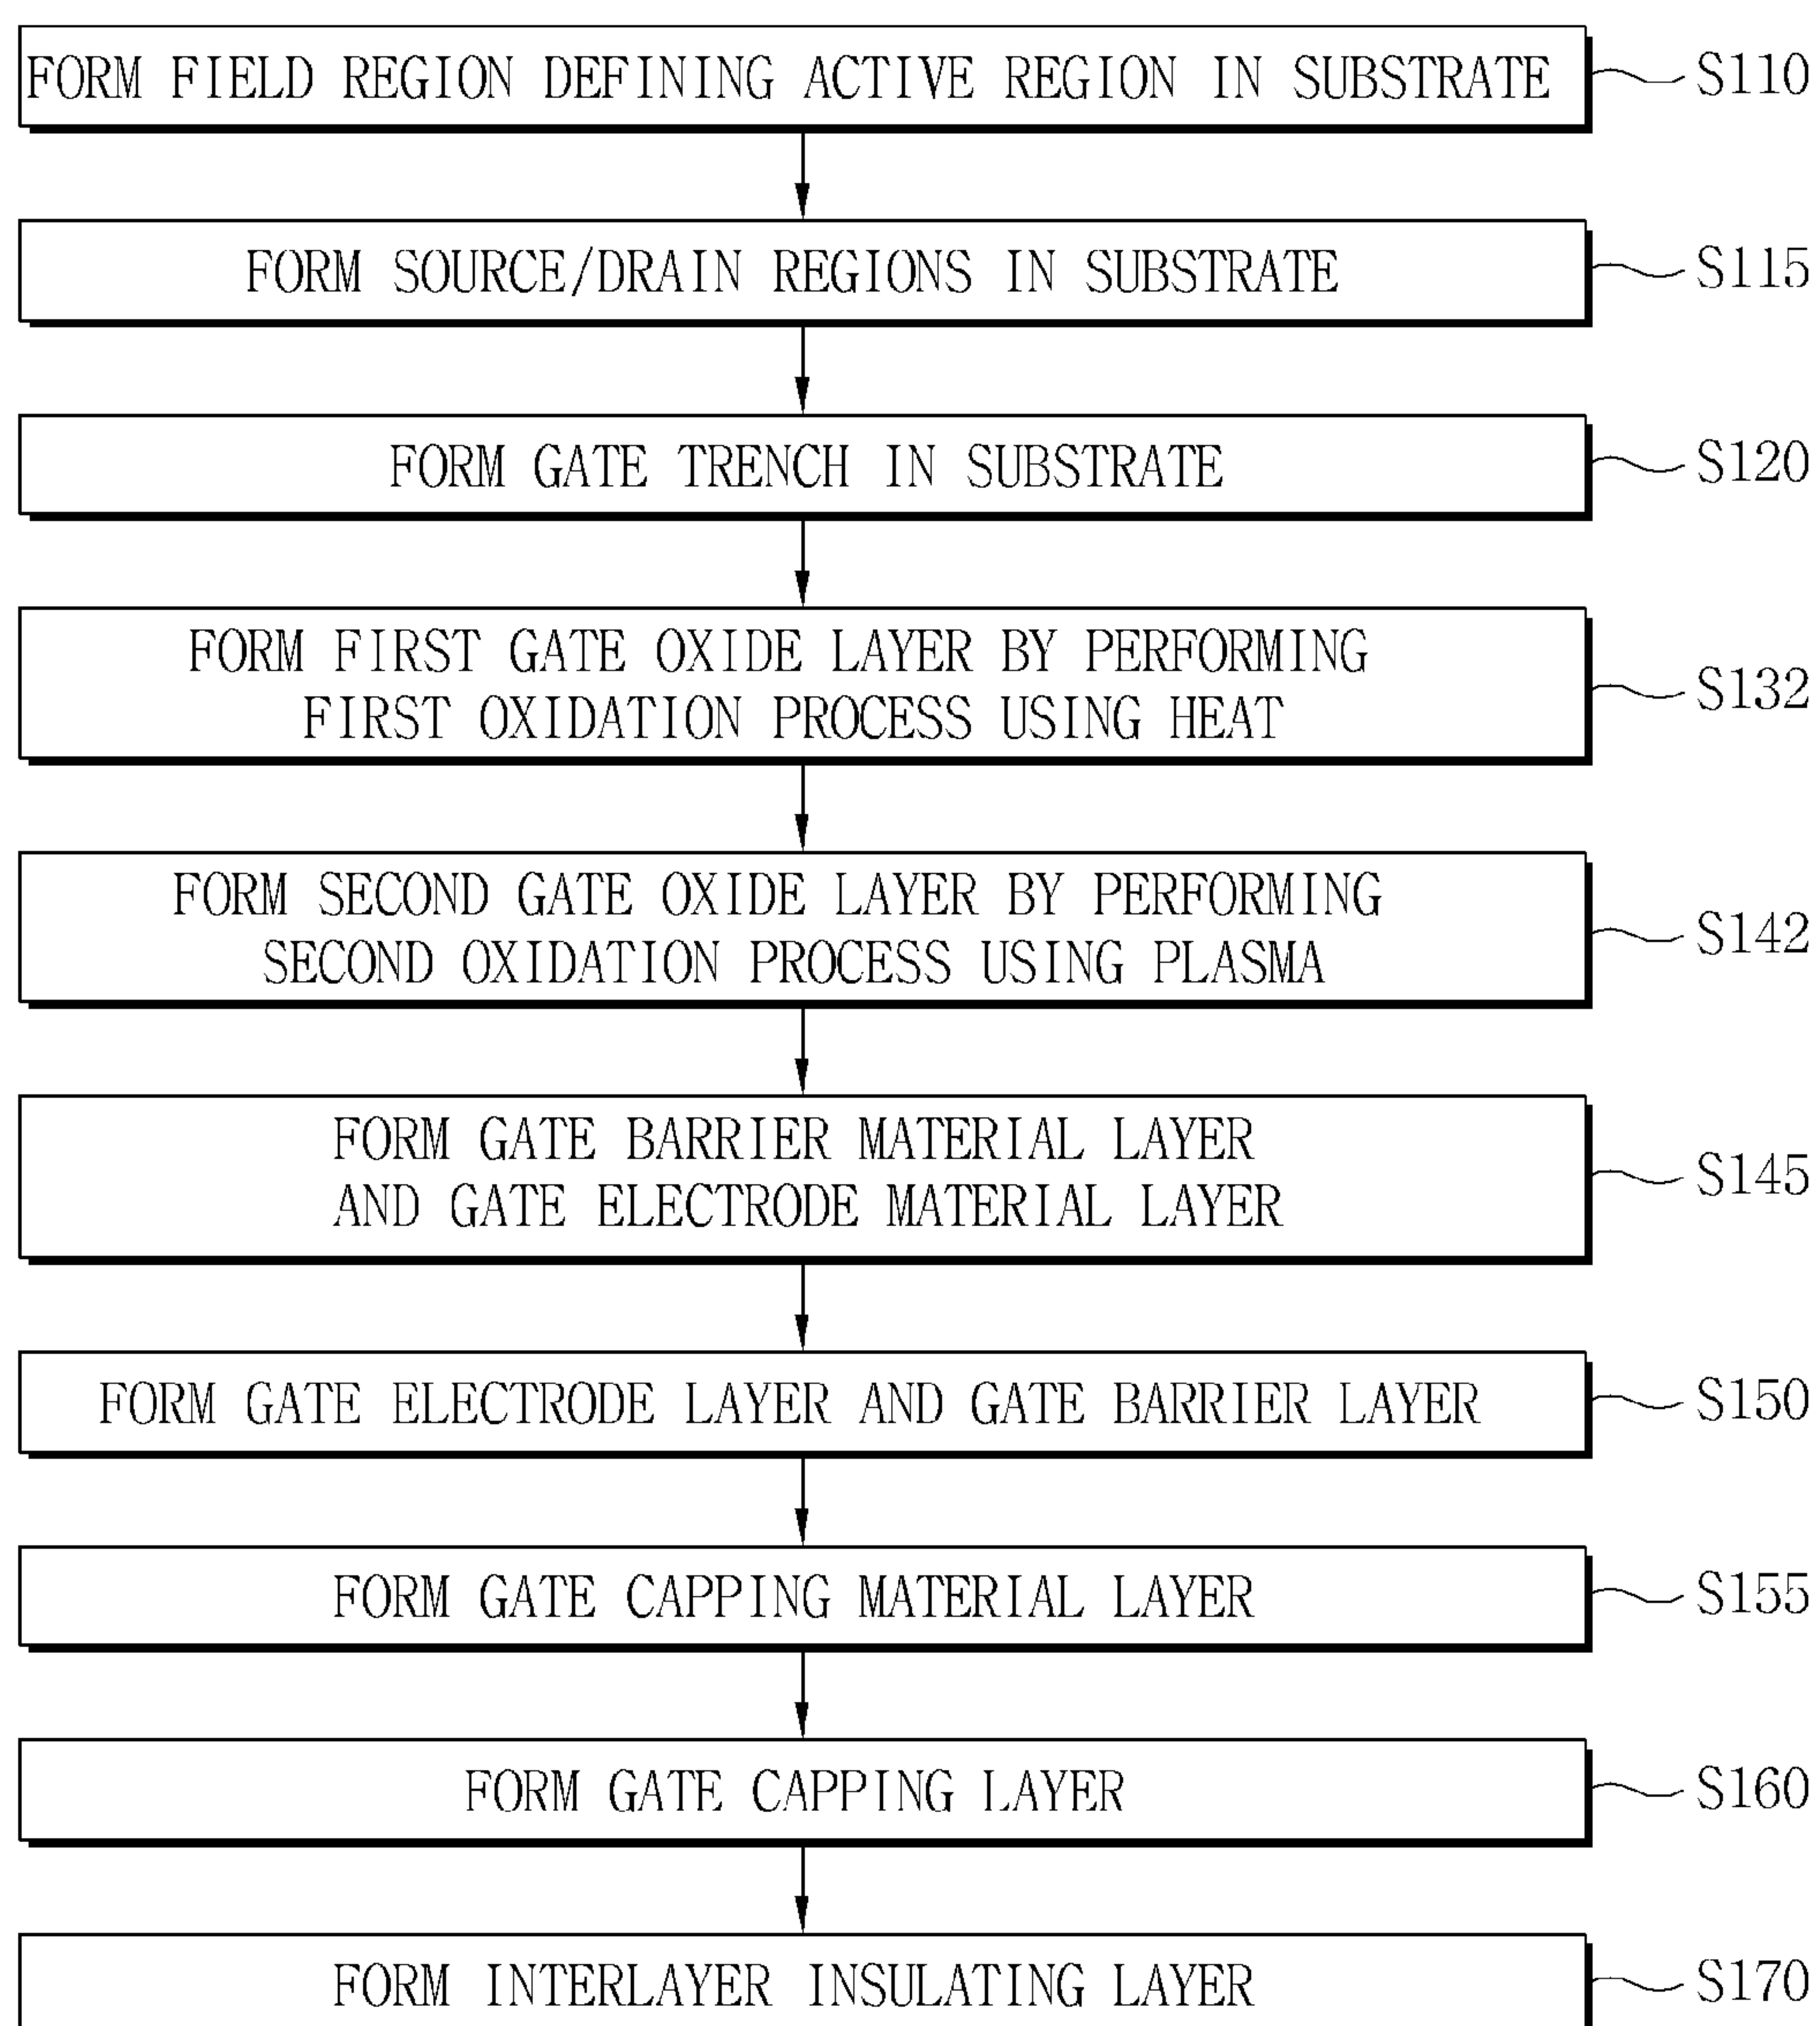 FORM FIELD REGION DEFINING ACTIVE REGION IN SUBSTRATE
S110
FORM SOURCE/DRAIN REGIONS IN SUBSTRATE
S115
FORM GATE TRENCH IN SUBSTRATE
S120
FORM FIRST GATE OXIDE LAYER BY PERFORMING
FIRST OXIDATION PROCESS USING HEAT
S132
FORM SECOND GATE OXIDE LAYER BY PERFORMING
SECOND OXIDATION PROCESS USING PLASMA
S142
FORM GATE BARRIER MATERIAL LAYER
AND GATE ELECTRODE MATERIAL LAYER
S145
FORM GATE ELECTRODE LAYER AND GATE BARRIER LAYER
S150
FORM GATE CAPPING MATERIAL LAYER
S155
FORM GATE CAPPING LAYER
S160
FORM INTERLAYER INSULATING LAYER
S170